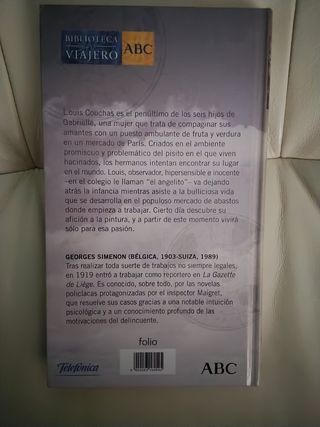 BIBLIOTECA
del
VIAJERO
ABC
Louis Couchas es el penúltimo de los seis hijos de
Gabrielle, una mujer que trata de compaginar sus
amantes con un puesto ambulante de fruta y verdura
en un mercado de París. Criados en el ambiente
promiscuo y problemático del pisito en el que viven
hacinados, los hermanos intentan encontrar su lugar
en el mundo. Louis, observador, hipersensible e inocente
–en el colegio le llaman "el angelito"– va dejando
atrás la infancia mientras asiste a la bulliciosa vida
que se desarrolla en el populoso mercado de abastos
donde empieza a trabajar. Cierto día descubre su
afición a la pintura, y a partir de este momento vivirá
sólo para esa pasión.
GEORGES SIMENON (BÉLGICA, 1903-SUIZA, 1989)
Tras realizar toda suerte de trabajos no siempre legales,
en 1919 entró a trabajar como reportero en La Gazette
de Liége. Es conocido, sobre todo, por las novelas
policíacas protagonizadas por el inspector Maigret,
que resuelve sus casos gracias a una notable intuición
psicológica y a un conocimiento profundo de las
motivaciones del delincuente.
folio
Telefónica
ABC